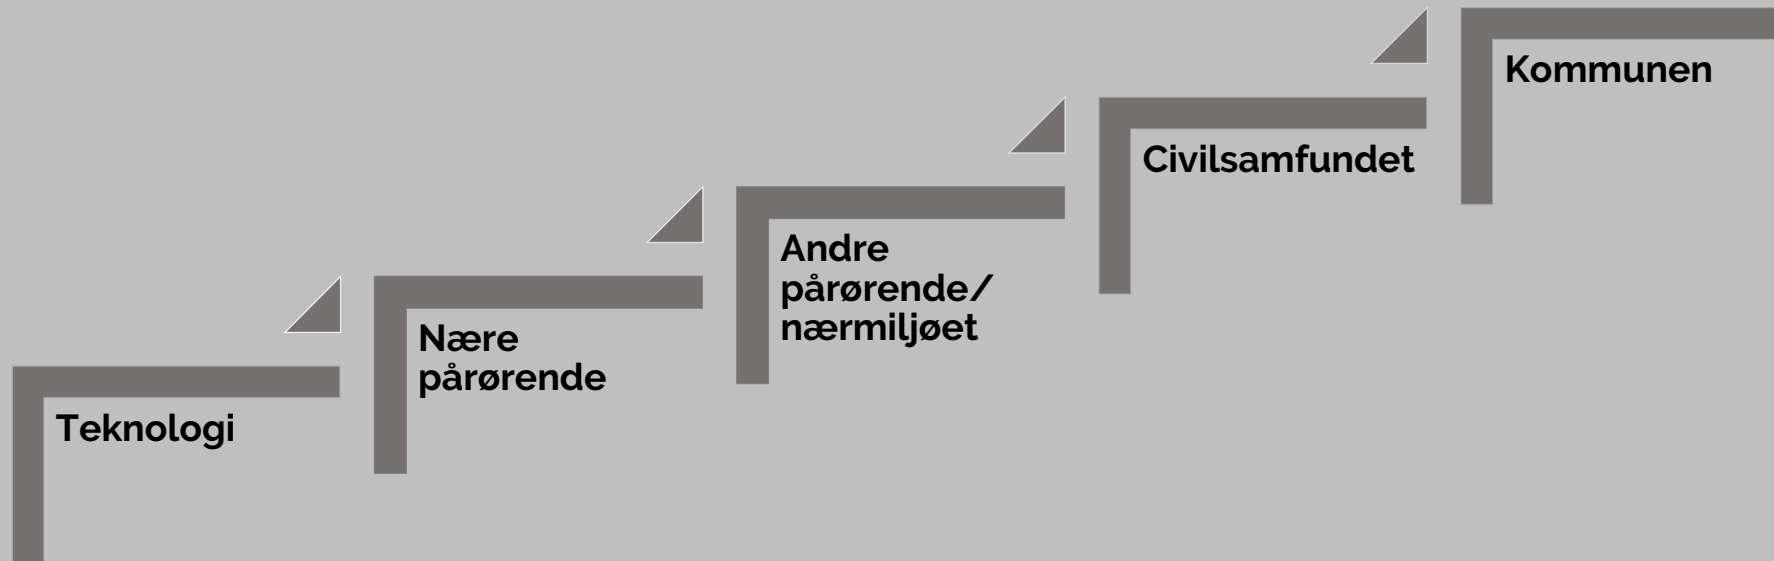 Teknologi
Nære
pårørende
Andre
pårørende/
nærmiljøet
Civilsamfundet
Kommunen